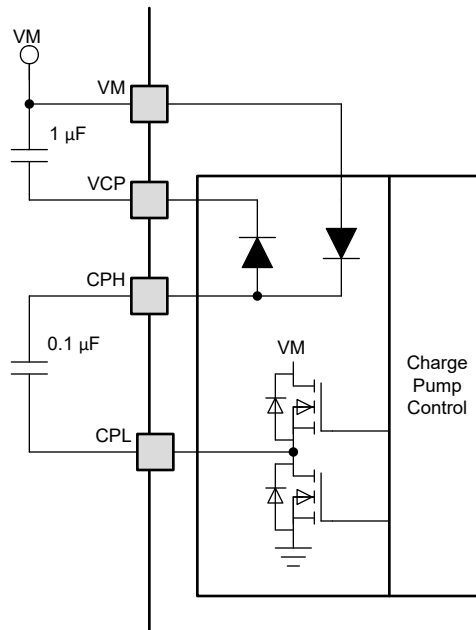 VM
VM
1 µF
VCP
CPH
0.1 µF
VM
CPL
Charge
Pump
Control